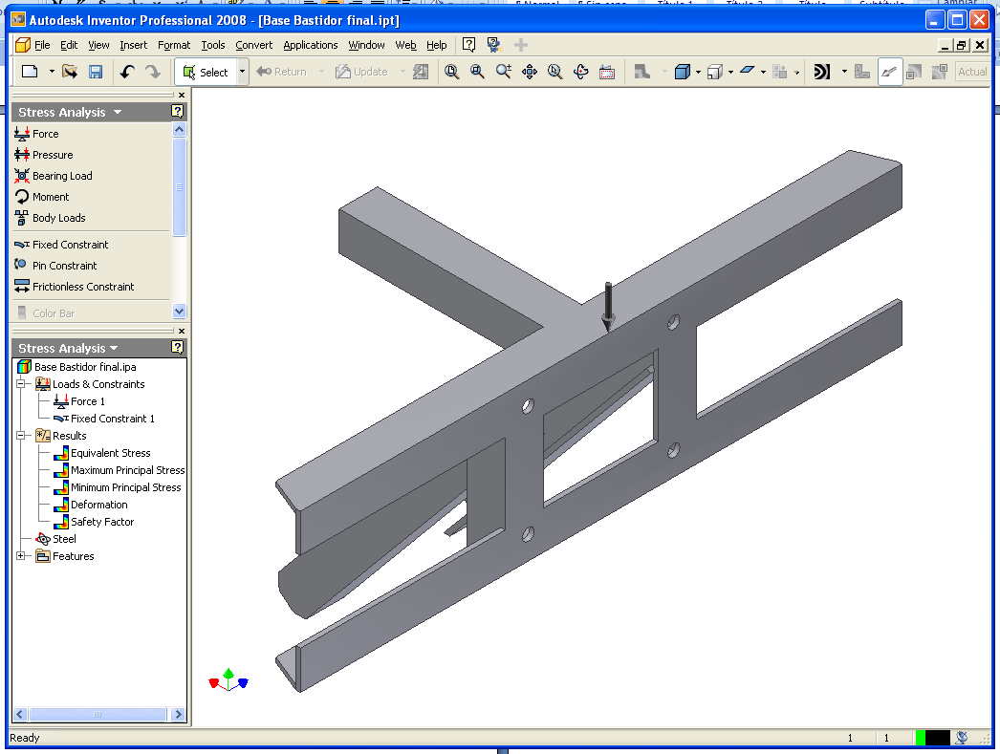 Autodesk Inventor Professional 2008 - [Base Bastidor final.ipt]
File Edit View Insert Format Tools Convert Applications Window Web Help
Select Return Update Actual
Stress Analysis
Force
Pressure
Bearing Load
Moment
Body Loads
Fixed Constraint
Pin Constraint
Frictionless Constraint
Color Bar
Stress Analysis
Base Bastidor final.ipa
Loads & Constraints
Force 1
Fixed Constraint 1
Results
Equivalent Stress
Maximum Principal Stress
Minimum Principal Stress
Deformation
Safety Factor
Steel
Features
Ready 1 1